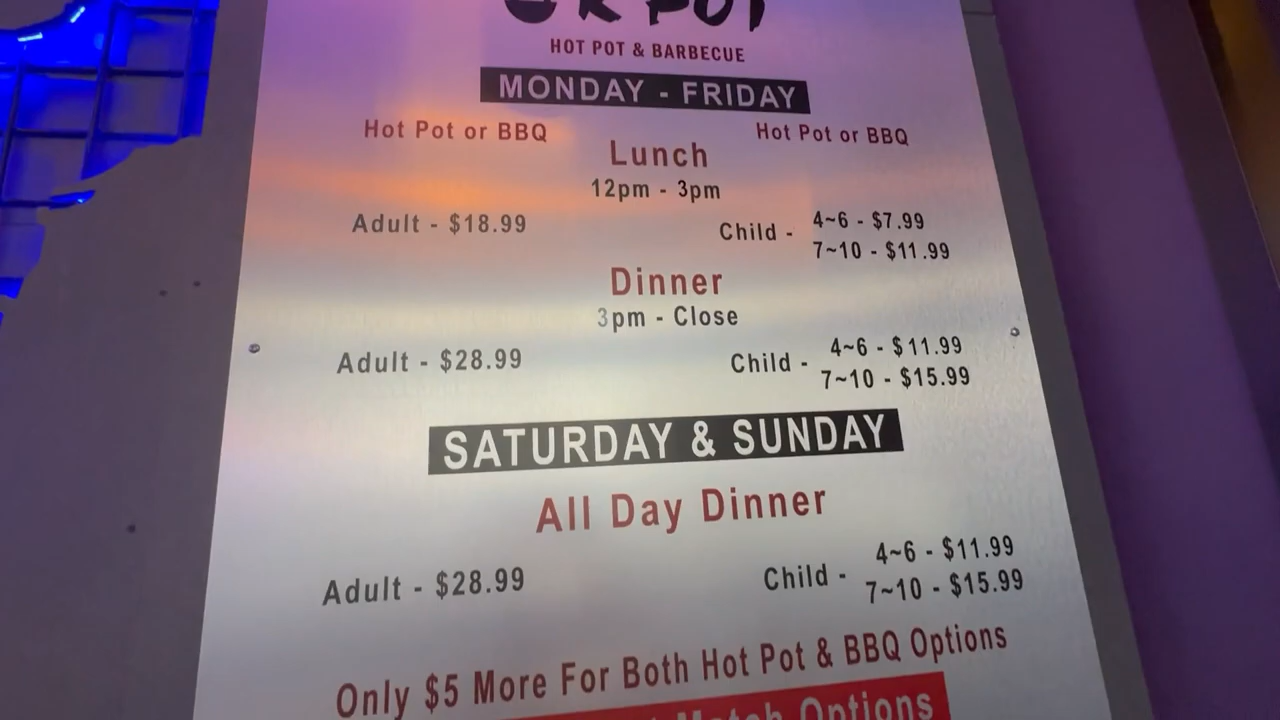 K POT
HOT POT & BARBECUE
MONDAY - FRIDAY
Hot Pot or BBQ
Hot Pot or BBQ
Lunch
12pm - 3pm
Adult - $18.99
Child - 4~6 - $7.99
7~10 - $11.99
Dinner
3pm - Close
Adult - $28.99
Child - 4~6 - $11.99
7~10 - $15.99
SATURDAY & SUNDAY
All Day Dinner
Adult - $28.99
Child - 4~6 - $11.99
7~10 - $15.99
Only $5 More For Both Hot Pot & BBQ Options
Match Options